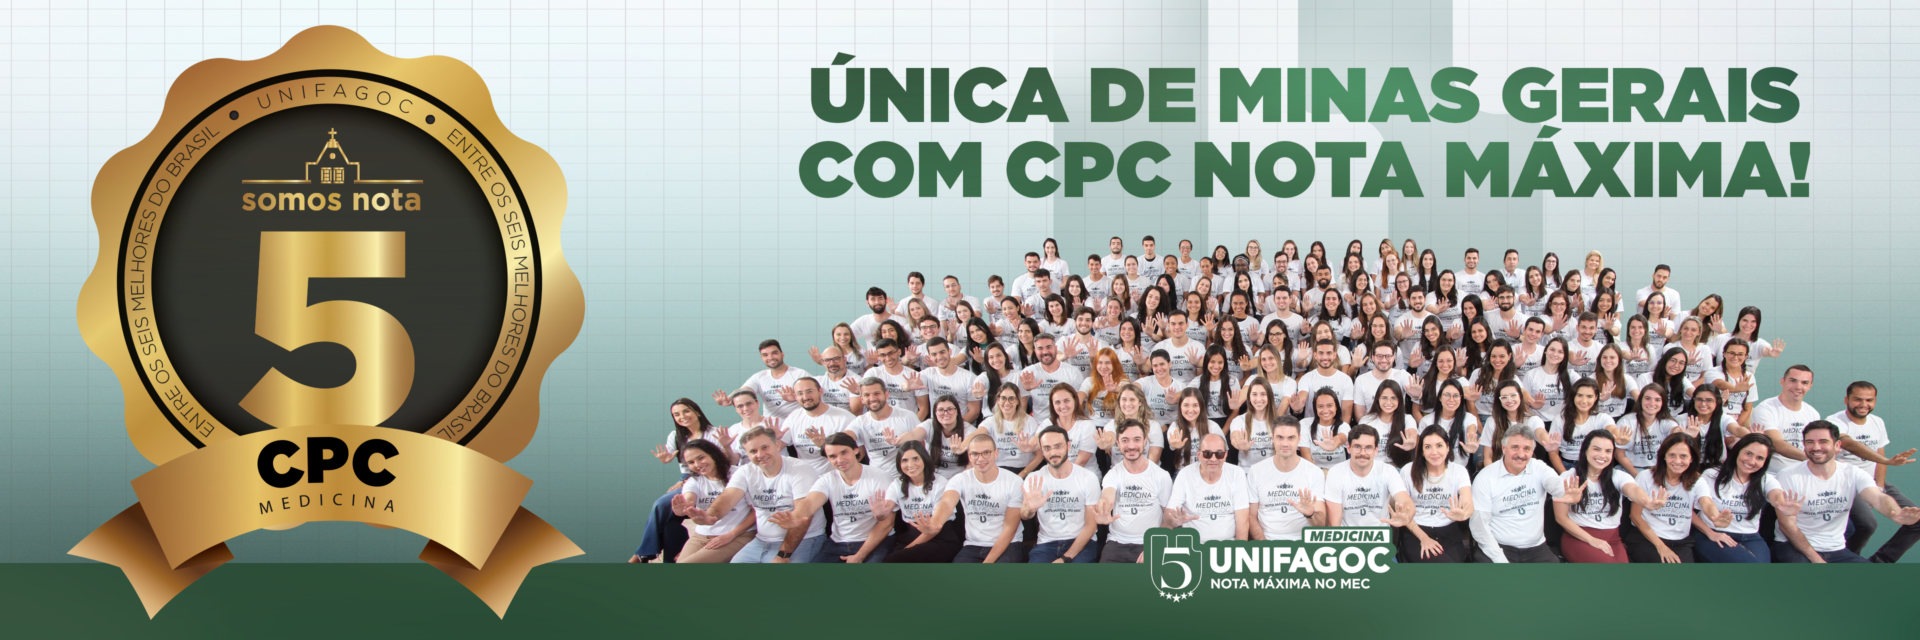 UNIFAGOC
ENTRE OS SEIS MELHORES DO BRASIL
ENTRE OS SEIS MELHORES DO BRASIL
somos nota
5
CPC
MEDICINA
ÚNICA DE MINAS GERAIS
COM CPC NOTA MÁXIMA!
MEDICINA
5 UNIFAGOC
NOTA MÁXIMA NO MEC